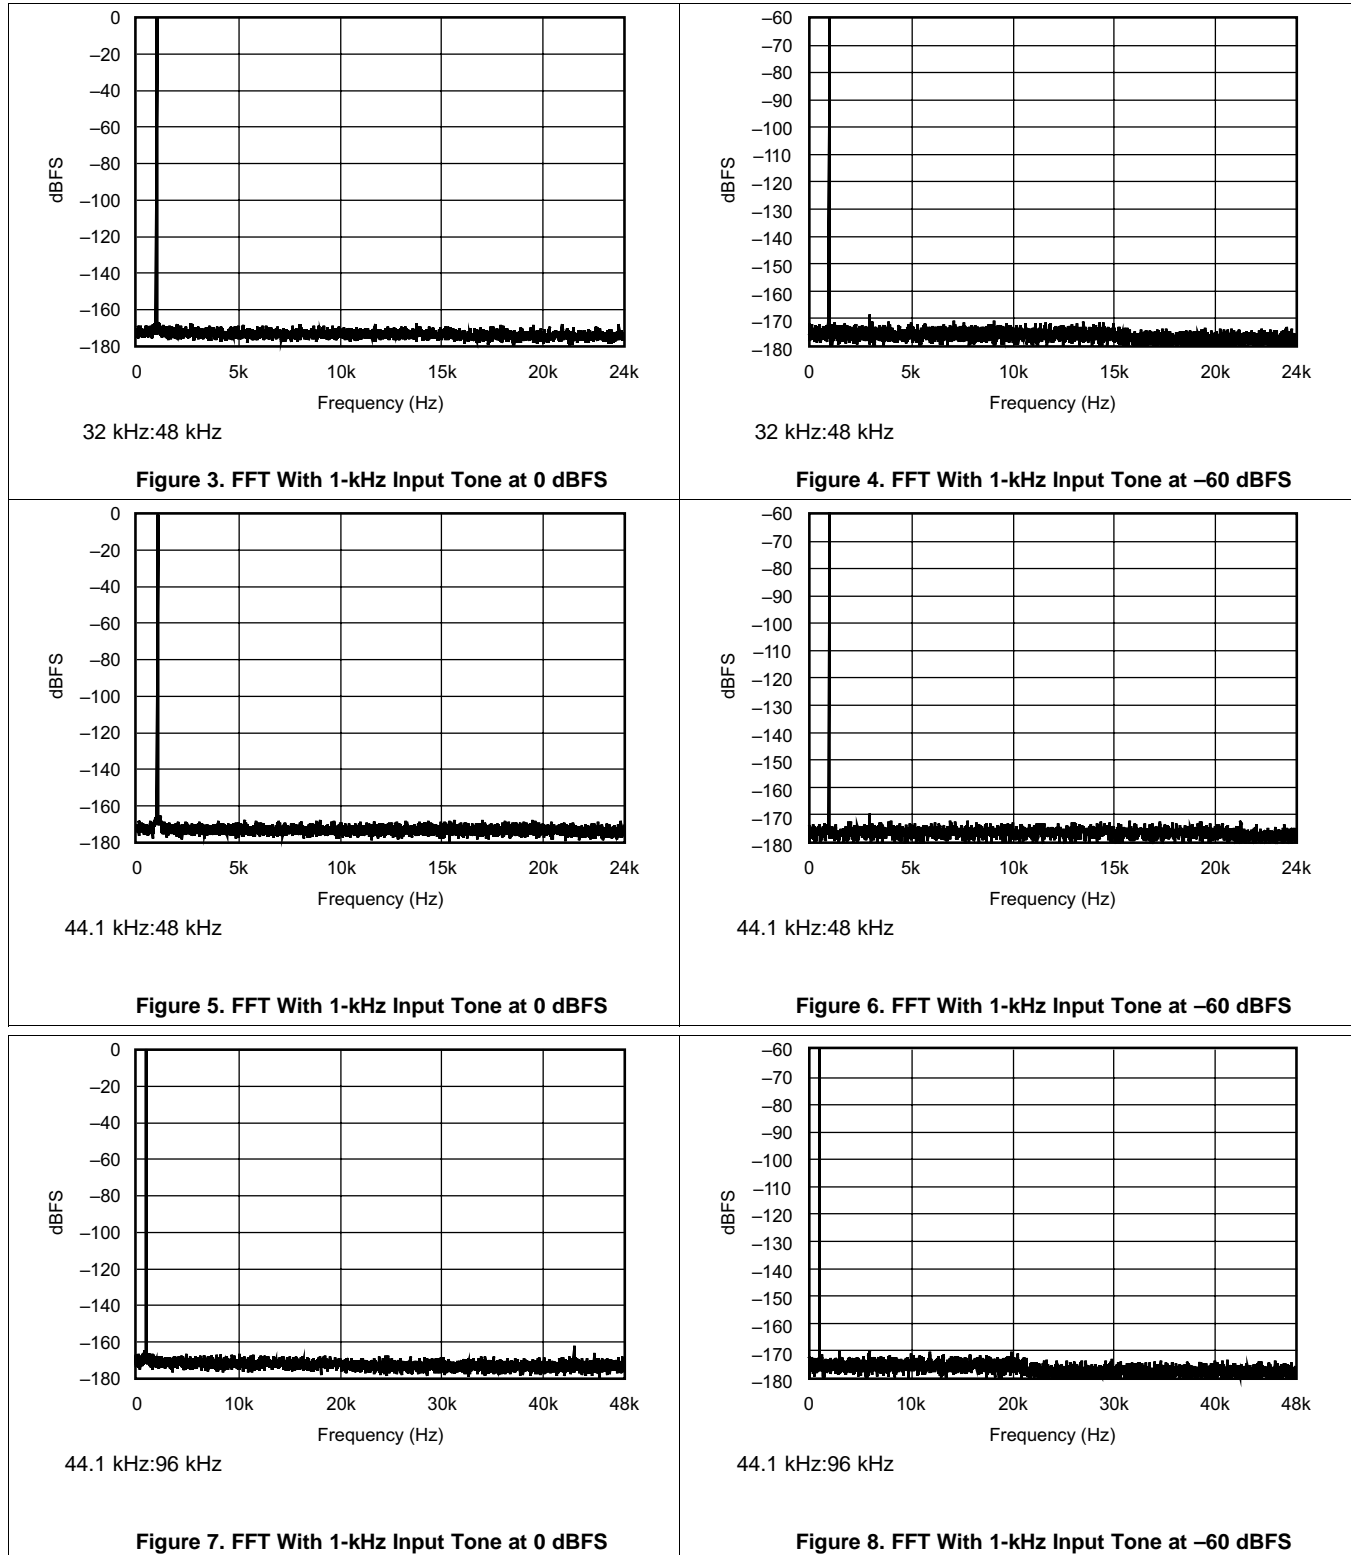 0
–20
–40
–60
–80
–100
–120
–140
–160
–180
dBFS
0 5k 10k 15k 20k 24k
Frequency (Hz)
32 kHz:48 kHz
Figure 3. FFT With 1-kHz Input Tone at 0 dBFS
–60
–70
–80
–90
–100
–110
–120
–130
–140
–150
–160
–170
–180
dBFS
0 5k 10k 15k 20k 24k
Frequency (Hz)
32 kHz:48 kHz
Figure 4. FFT With 1-kHz Input Tone at –60 dBFS
0
–20
–40
–60
–80
–100
–120
–140
–160
–180
dBFS
0 5k 10k 15k 20k 24k
Frequency (Hz)
44.1 kHz:48 kHz
Figure 5. FFT With 1-kHz Input Tone at 0 dBFS
–60
–70
–80
–90
–100
–110
–120
–130
–140
–150
–160
–170
–180
dBFS
0 5k 10k 15k 20k 24k
Frequency (Hz)
44.1 kHz:48 kHz
Figure 6. FFT With 1-kHz Input Tone at –60 dBFS
0
–20
–40
–60
–80
–100
–120
–140
–160
–180
dBFS
0 10k 20k 30k 40k 48k
Frequency (Hz)
44.1 kHz:96 kHz
Figure 7. FFT With 1-kHz Input Tone at 0 dBFS
–60
–70
–80
–90
–100
–110
–120
–130
–140
–150
–160
–170
–180
dBFS
0 10k 20k 30k 40k 48k
Frequency (Hz)
44.1 kHz:96 kHz
Figure 8. FFT With 1-kHz Input Tone at –60 dBFS